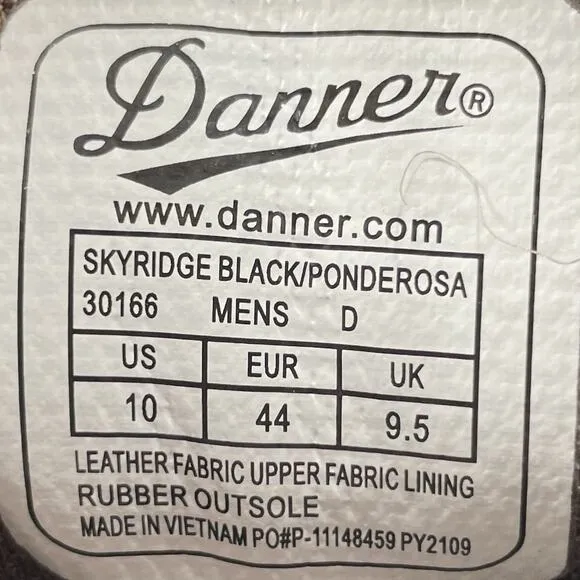 Danner®
www.danner.com
SKYRIDGE BLACK/PONDEROSA
30166 MENS D
US EUR UK
10 44 9.5
LEATHER FABRIC UPPER FABRIC LINING
RUBBER OUTSOLE
MADE IN VIETNAM PO#P-11148459 PY2109